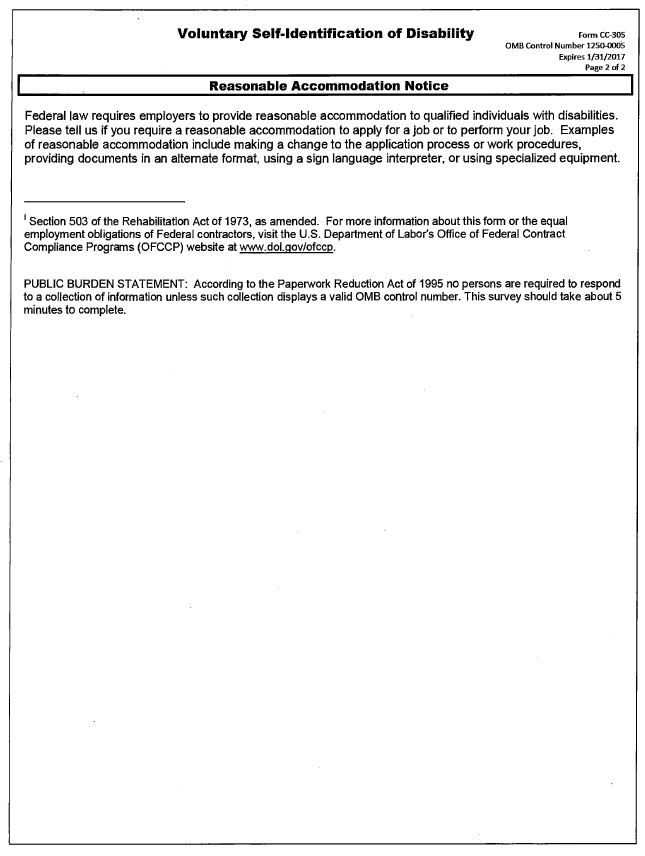 Voluntary Self-Identification of Disability
Form CC-305
OMB Control Number 1250-0005
Expires 1/31/2017
Page 2 of 2
Reasonable Accommodation Notice
Federal law requires employers to provide reasonable accommodation to qualified individuals with disabilities.
Please tell us if you require a reasonable accommodation to apply for a job or to perform your job. Examples
of reasonable accommodation include making a change to the application process or work procedures,
providing documents in an alternate format, using a sign language interpreter, or using specialized equipment.
i Section 503 of the Rehabilitation Act of 1973, as amended. For more information about this form or the equal
employment obligations of Federal contractors, visit the U.S. Department of Labor's Office of Federal Contract
Compliance Programs (OFCCP) website at www.dol.gov/ofccp.
PUBLIC BURDEN STATEMENT: According to the Paperwork Reduction Act of 1995 no persons are required to respond
to a collection of information unless such collection displays a valid OMB control number. This survey should take about 5
minutes to complete.